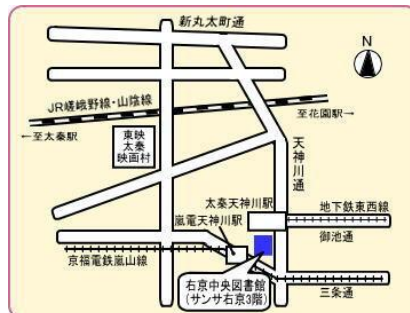 新丸太町通
N
JR嵯峨野線・山陰線
至花園駅→
←至太秦駅
東映
太秦
映画村
天神川通
太秦天神川駅
地下鉄東西線
嵐電天神川駅
御池通
京福電鉄嵐山線
右京中央図書館
(サンサ右京3階)
三条通